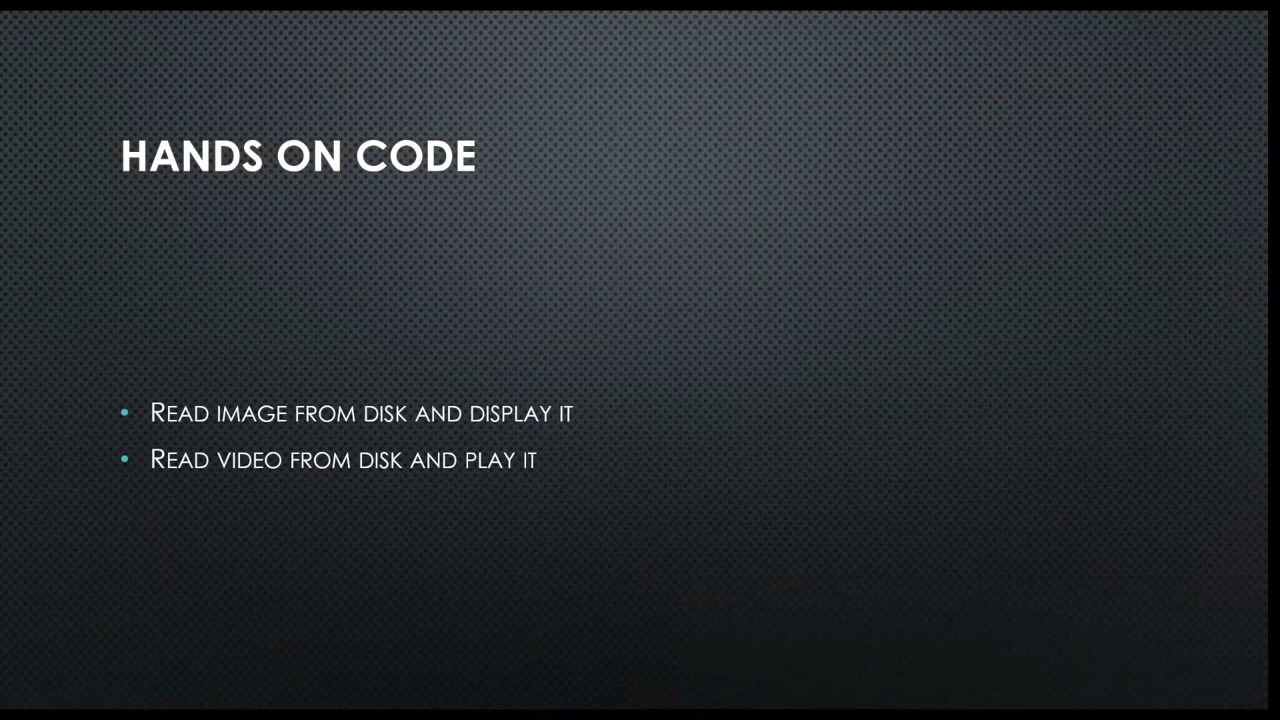 HANDS ON CODE
• READ IMAGE FROM DISK AND DISPLAY IT
• READ VIDEO FROM DISK AND PLAY IT